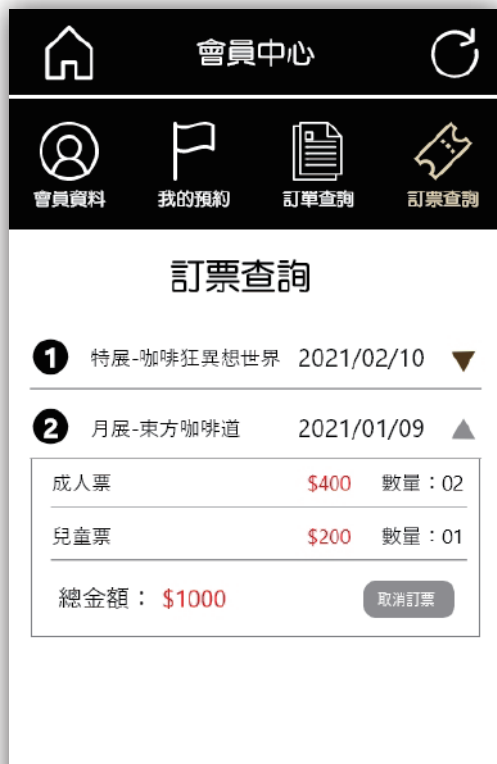 會員中心
會員資料 我的預約 訂單查詢 訂票查詢
訂票查詢
1 特展-咖啡狂異想世界 2021/02/10
2 月展-東方咖啡道 2021/01/09
成人票 $400 數量：02
兒童票 $200 數量：01
總金額： $1000 取消訂票